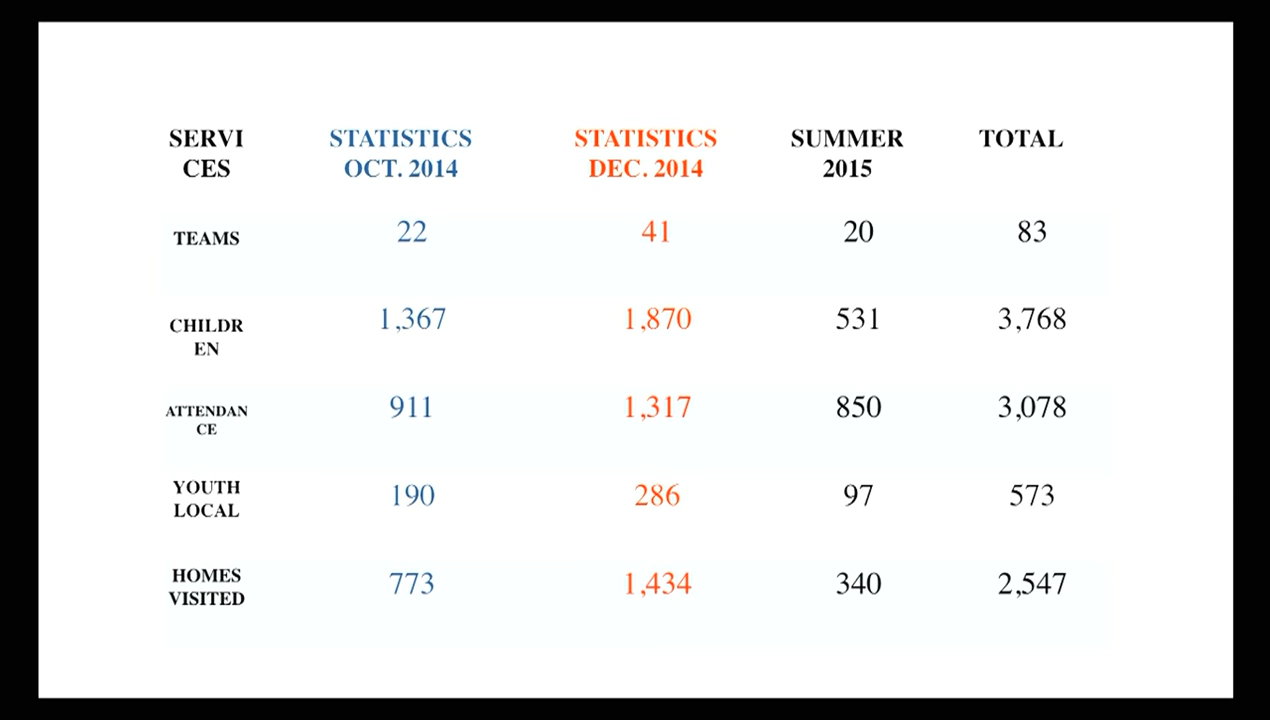 SERVI
CES
STATISTICS
OCT. 2014
STATISTICS
DEC. 2014
SUMMER
2015
TOTAL
TEAMS
22
41
20
83
CHILDR
EN
1,367
1,870
531
3,768
ATTENDAN
CE
911
1,317
850
3,078
YOUTH
LOCAL
190
286
97
573
HOMES
VISITED
773
1,434
340
2,547